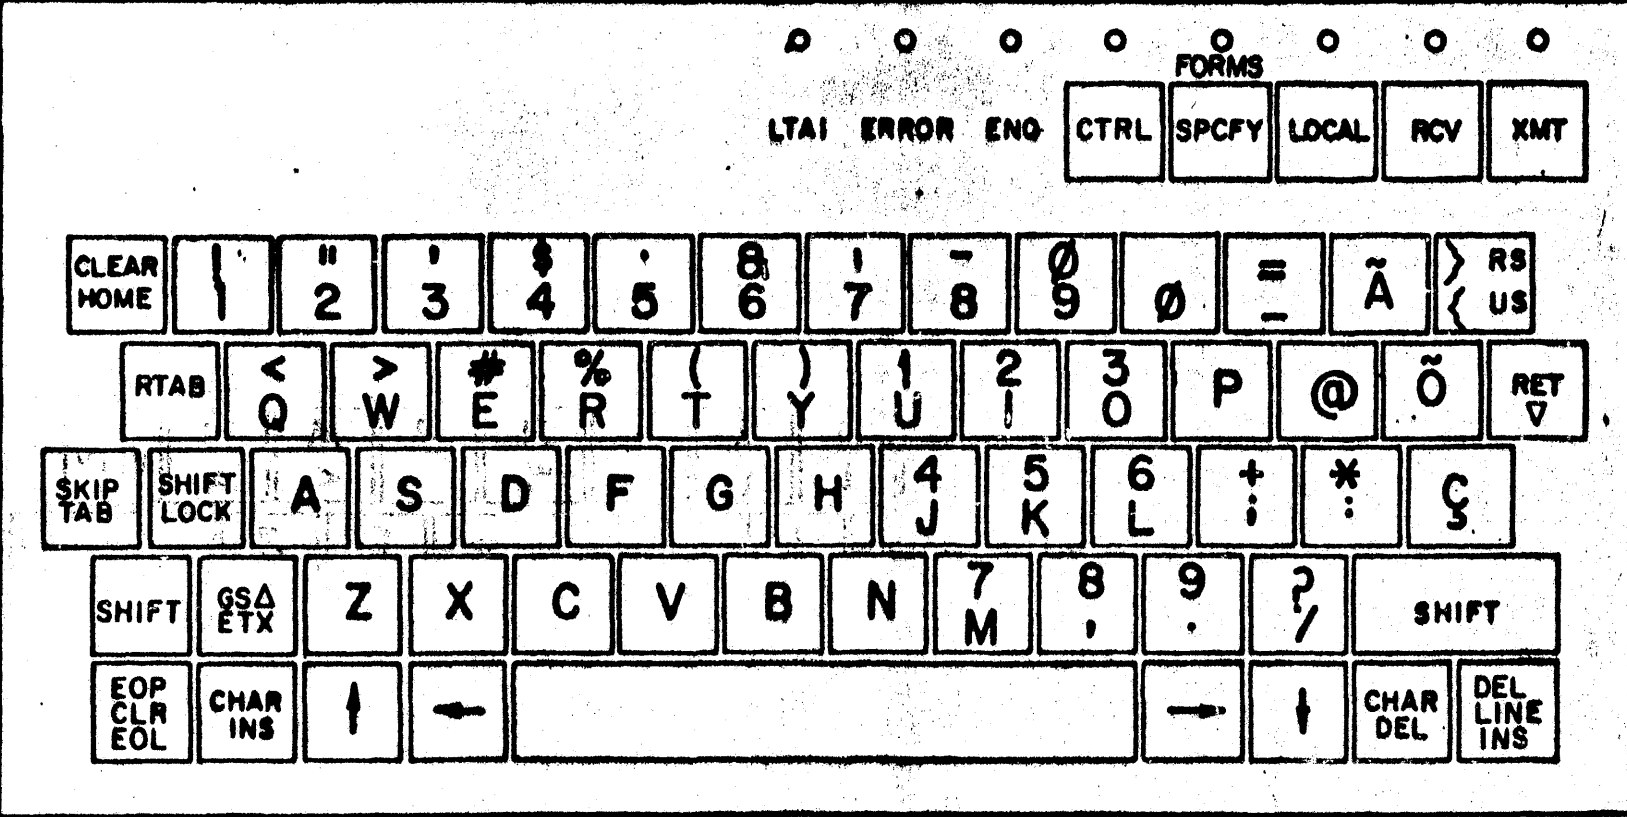 FORMS
LTAI ERROR ENQ CTRL SPCFY LOCAL RCV XMT
CLEAR " ' $ 8 - Ø = ~ } RS
HOME 1 2 3 4 5 6 7 8 9 Ø - Ã { US
RTAB < > # % ( ) 1 2 3 P @ Õ RET
Q W E R T Y U I O ▽
SKIP SHIFT A S D F G H 4 5 6 + * Ç
TAB LOCK J K L ; :
SHIFT GS△ Z X C V B N 7 8 9 ? SHIFT
ETX M , . /
EOP CHAR ↑ ← → ↓ CHAR DEL
CLR INS DEL LINE
EOL INS